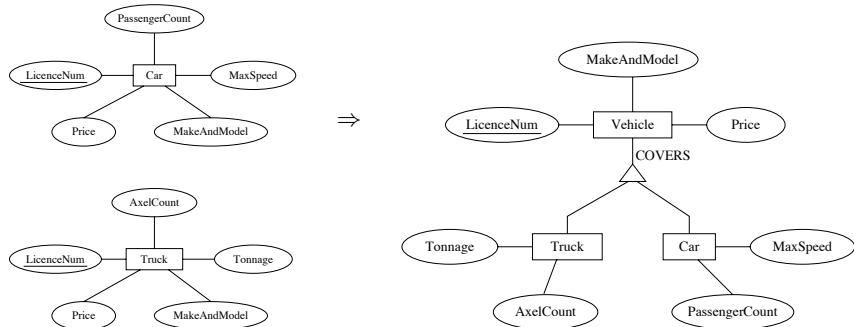 PassengerCount
LicenceNum
Car
MaxSpeed
Price
MakeAndModel
AxelCount
LicenceNum
Truck
Tonnage
Price
MakeAndModel
⇒
MakeAndModel
LicenceNum
Vehicle
Price
COVERS
Tonnage
Truck
Car
MaxSpeed
AxelCount
PassengerCount